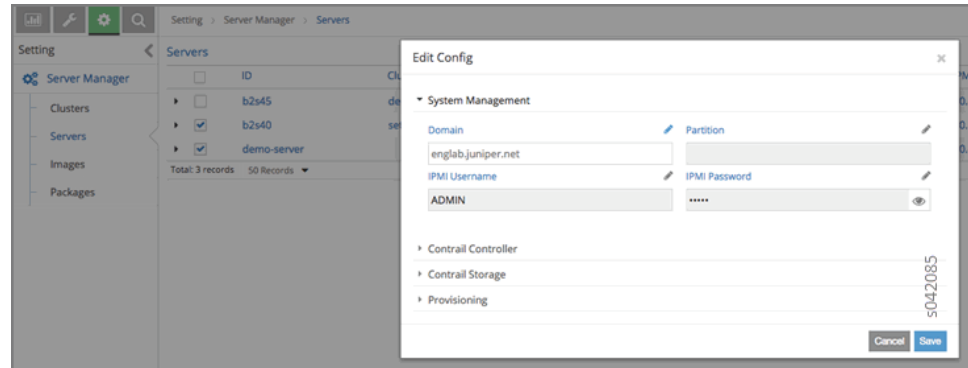 Setting > Server Manager > Servers
Setting
Server Manager
Clusters
Servers
Images
Packages
Servers
ID
b2s45
b2s40
demo-server
Total: 3 records 50 Records
Edit Config
System Management
Domain
englab.juniper.net
Partition
IPMI Username
ADMIN
IPMI Password
•••••
Contrail Controller
Contrail Storage
Provisioning
Cancel
Save
s042085